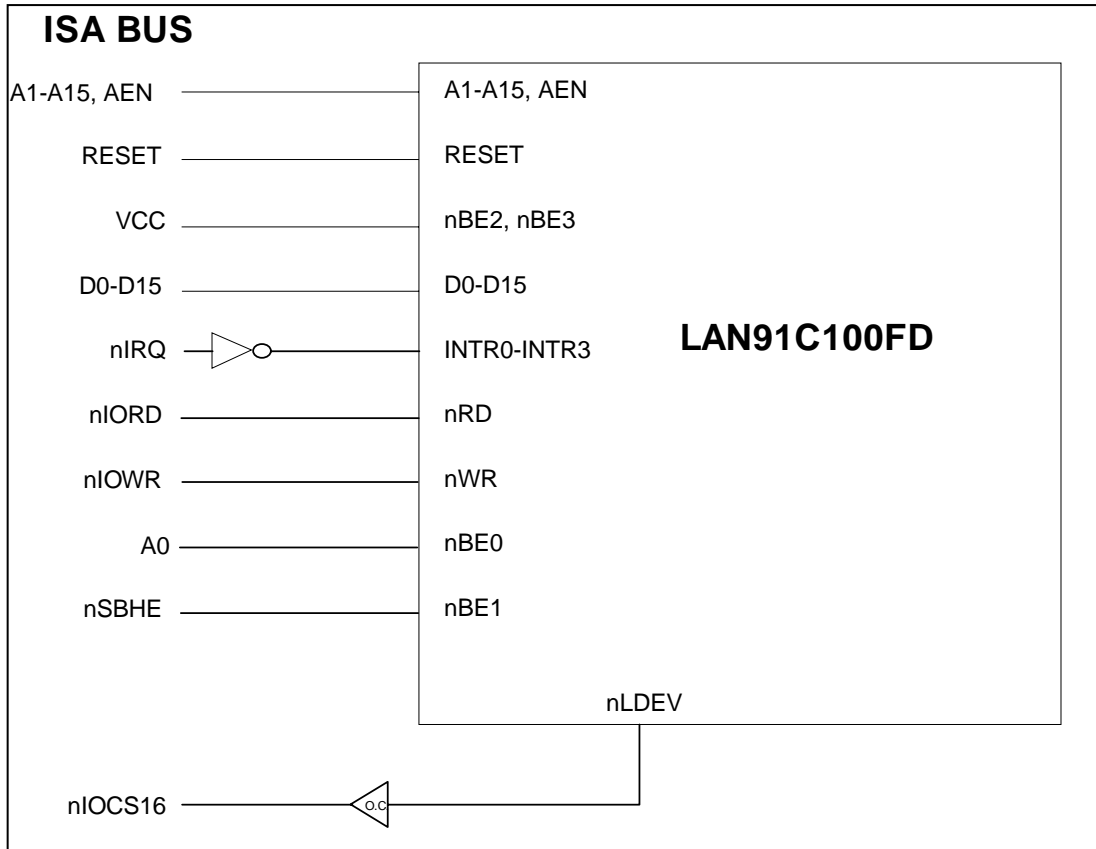 ISA BUS
A1-A15, AEN A1-A15, AEN
RESET RESET
VCC nBE2, nBE3
D0-D15 D0-D15
nIRQ INTR0-INTR3
LAN91C100FD
nIORD nRD
nIOWR nWR
A0 nBE0
nSBHE nBE1
nLDEV
nIOCS16 O.C